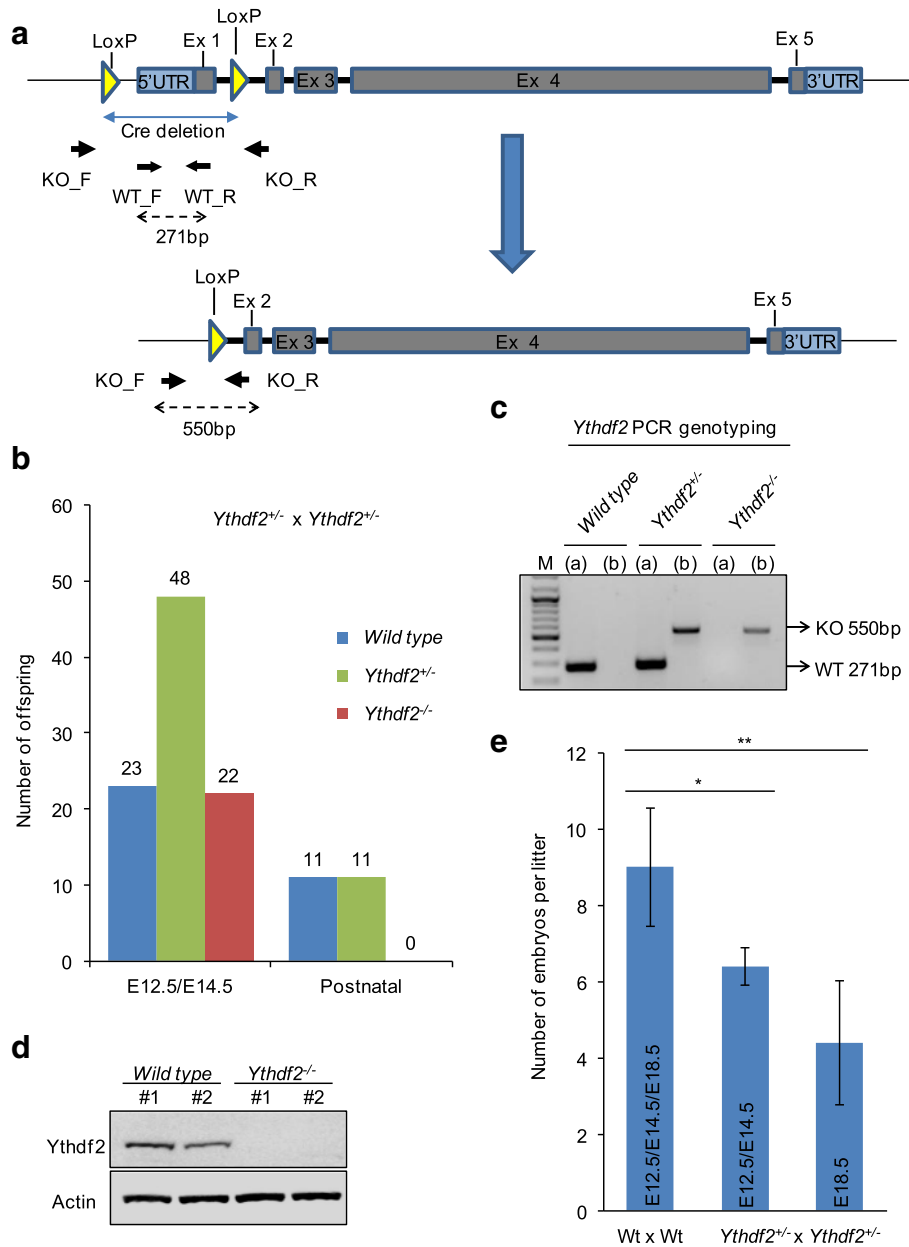 a
LoxP
LoxP
Ex 1
Ex 2
Ex 5
5'UTR
Ex 3
Ex 4
3'UTR
Cre deletion
KO_F
WT_F
WT_R
KO_R
271bp
LoxP
Ex 2
Ex 5
Ex 3
Ex 4
3'UTR
KO_F
KO_R
550bp
b
Ythdf2+/- x Ythdf2+/-
Number of offspring
60
50
40
30
20
10
0
23
48
22
11
11
0
Wild type
Ythdf2+/-
Ythdf2-/-
E12.5/E14.5
Postnatal
c
Ythdf2 PCR genotyping
Wild type
Ythdf2+/-
Ythdf2-/-
M (a) (b) (a) (b) (a) (b)
KO 550bp
WT 271bp
d
Wild type
Ythdf2-/-
#1 #2 #1 #2
Ythdf2
Actin
e
Number of embryos per litter
12
10
8
6
4
2
0
**
*
E12.5/E14.5/E18.5
E12.5/E14.5
E18.5
Wt x Wt
Ythdf2+/- x Ythdf2+/-